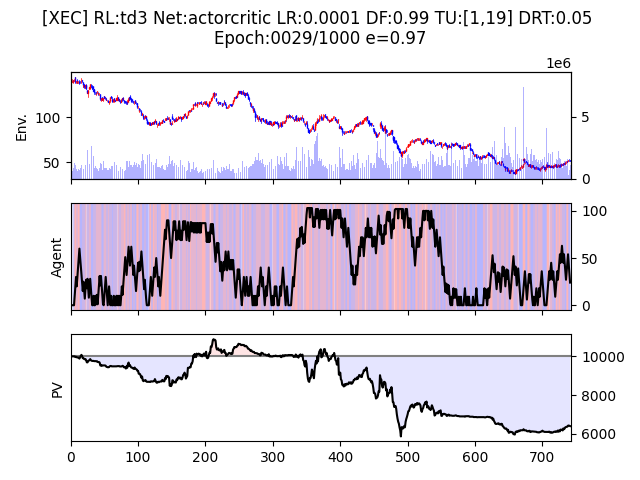 [XEC] RL:td3 Net:actorcritic LR:0.0001 DF:0.99 TU:[1,19] DRT:0.05
Epoch:0029/1000 e=0.97
1e6
Env.
100
50
5
0
Agent
100
50
0
PV
10000
8000
6000
0 100 200 300 400 500 600 700